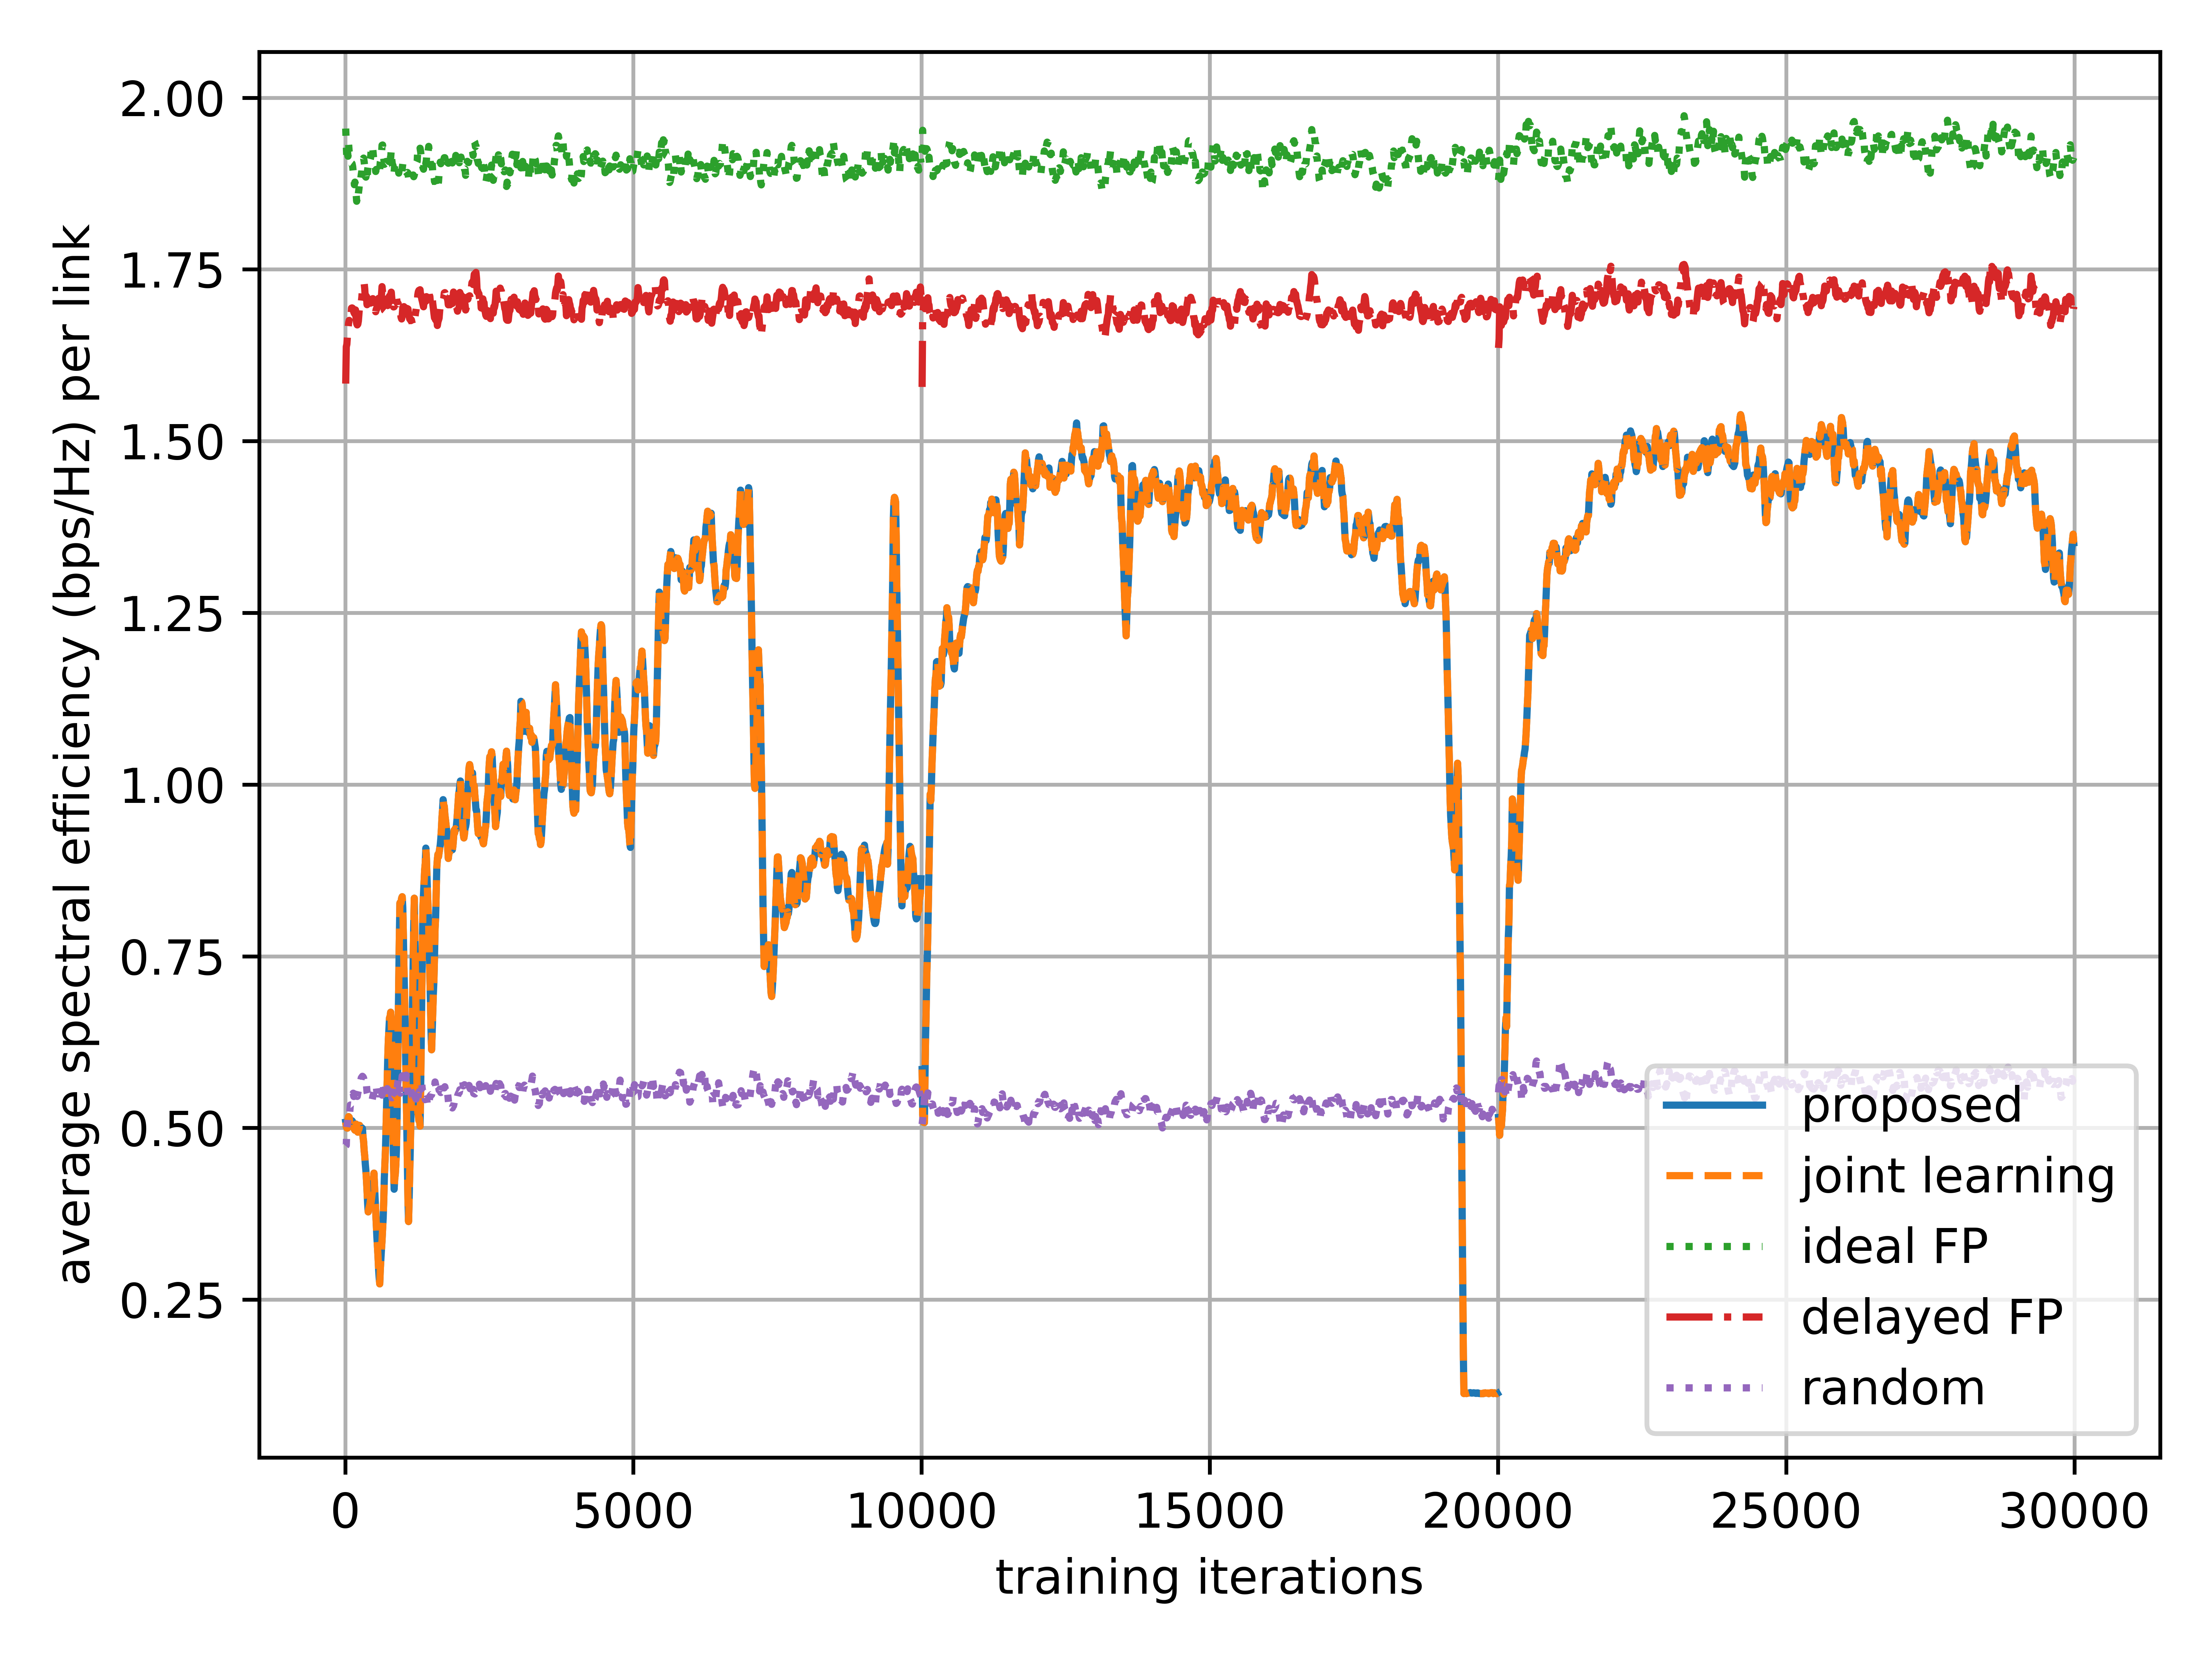 2.00
1.75
1.50
1.25
1.00
0.75
0.50
0.25
average spectral efficiency (bps/Hz) per link
0 5000 10000 15000 20000 25000 30000
training iterations
proposed
joint learning
ideal FP
delayed FP
random